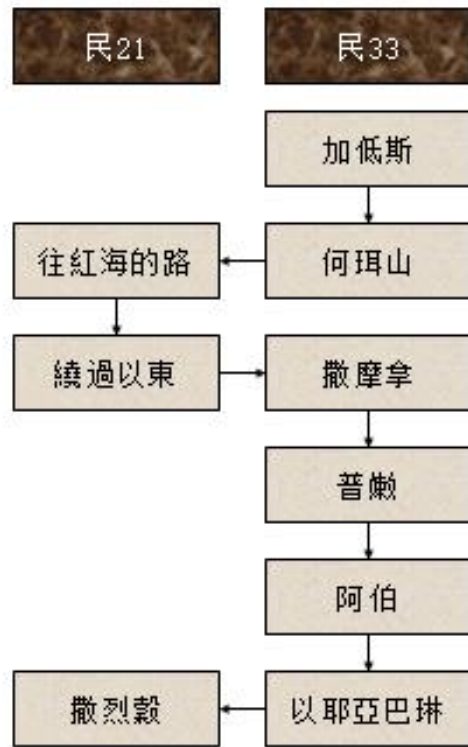 民21
民33
加低斯
往紅海的路
何珥山
繞過以東
撒摩拿
普嫩
阿伯
撒烈穀
以耶亞巴琳